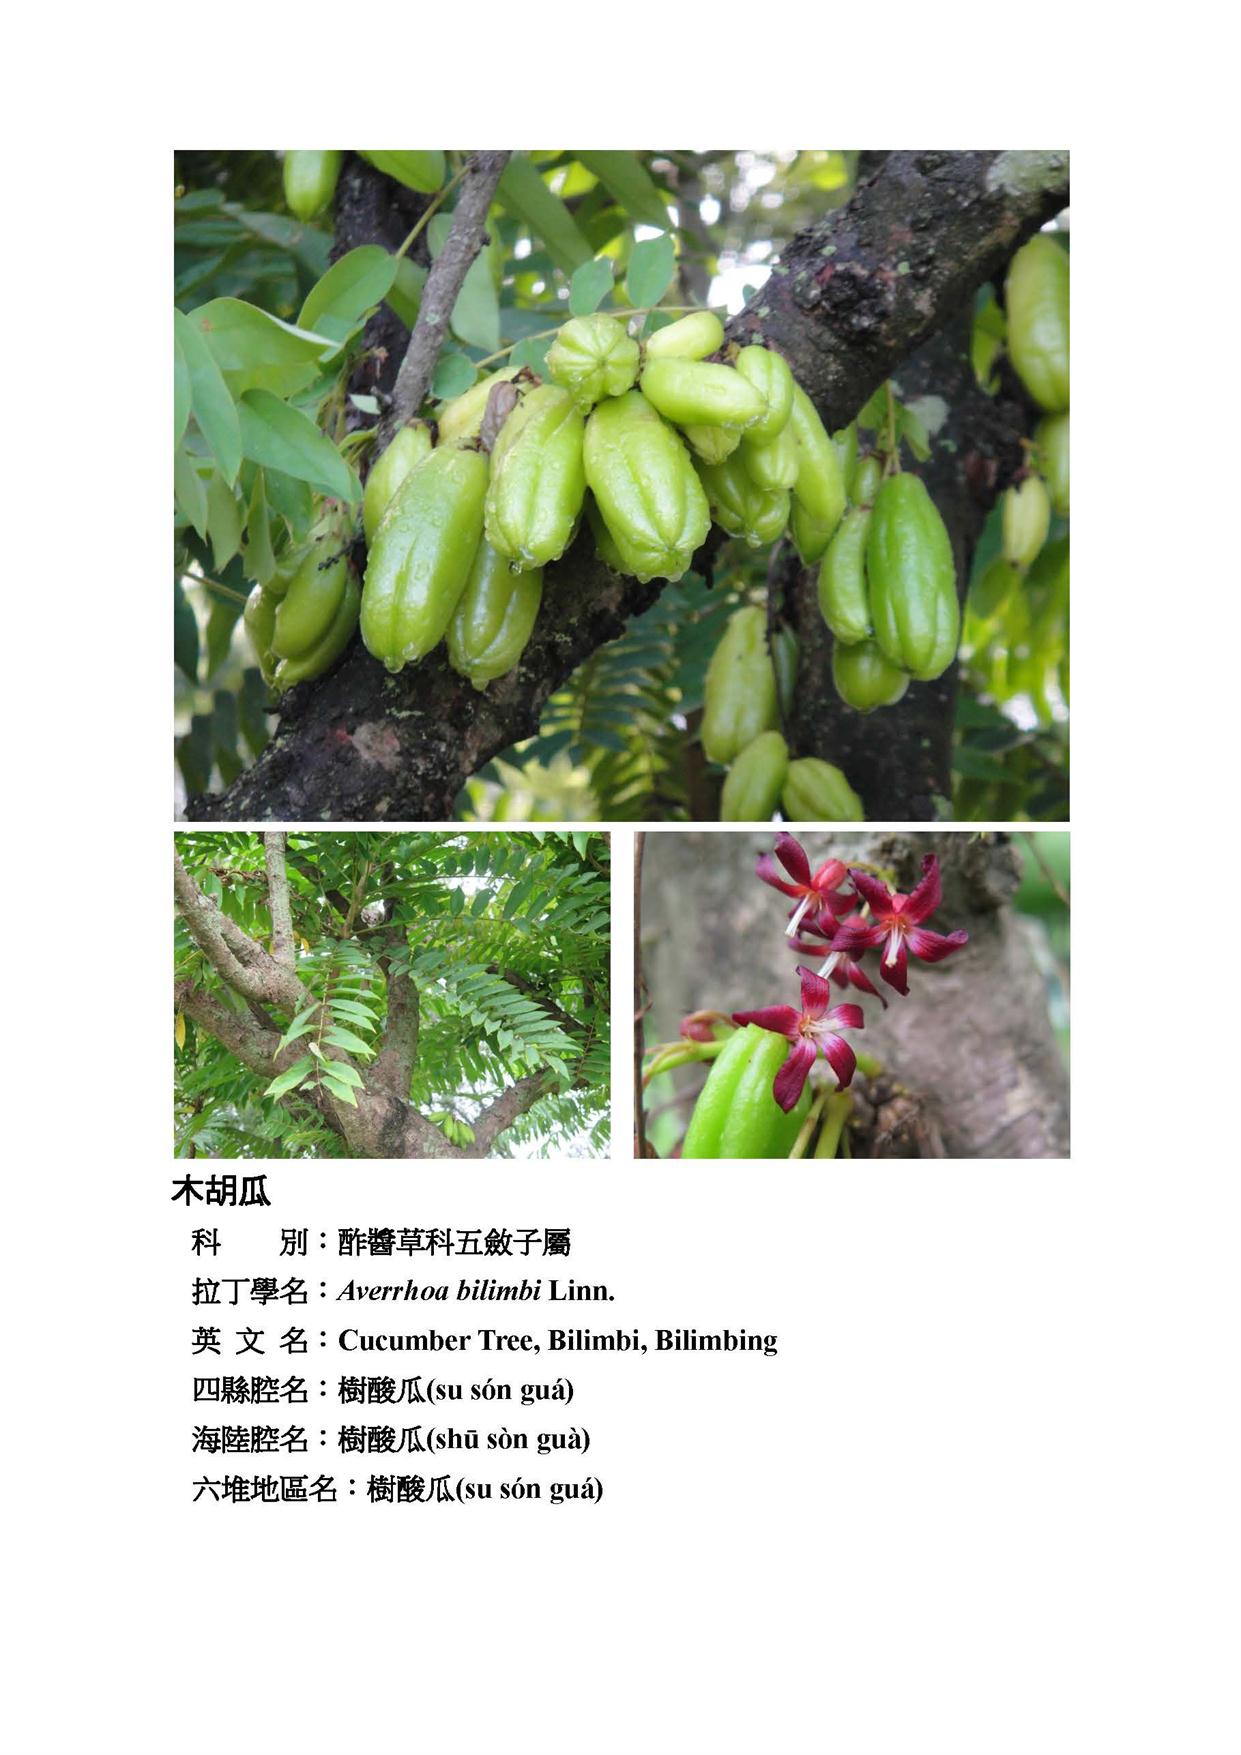 木胡瓜
科　　別：酢醬草科五斂子屬
拉丁學名：Averrhoa bilimbi Linn.
英 文 名：Cucumber Tree, Bilimbi, Bilimbing
四縣腔名：樹酸瓜(su són guá)
海陸腔名：樹酸瓜(shū sòn guà)
六堆地區名：樹酸瓜(su són guá)